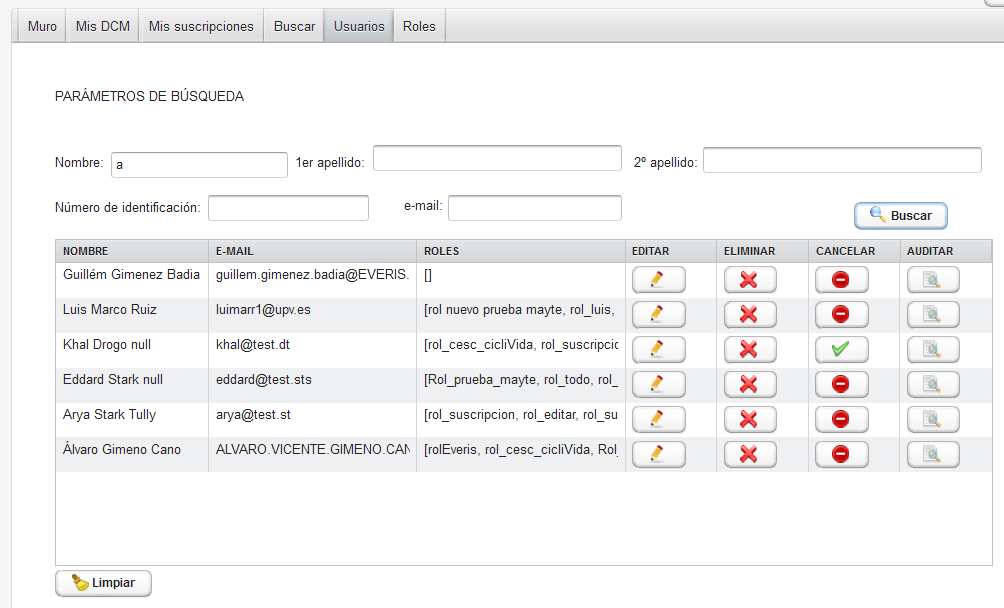 Muro Mis DCM Mis suscripciones Buscar Usuarios Roles
PARÁMETROS DE BÚSQUEDA
Nombre: a 1er apellido: 2º apellido:
Número de identificación: e-mail:
Buscar
NOMBRE E-MAIL ROLES EDITAR ELIMINAR CANCELAR AUDITAR
Guillém Gimenez Badia guillem.gimenez.badia@EVERIS. []
Luis Marco Ruiz luimarr1@upv.es [rol nuevo prueba mayte, rol_luis,
Khal Drogo null khal@test.dt [rol_cesc_cicliVida, rol_suscripcic
Eddard Stark null eddard@test.sts [Rol_prueba_mayte, rol_todo, rol_
Arya Stark Tully arya@test.st [rol_suscripcion, rol_editar, rol_su
Álvaro Gimeno Cano ALVARO.VICENTE.GIMENO.CAN [rolEveris, rol_cesc_cicliVida, Rol_
Limpiar